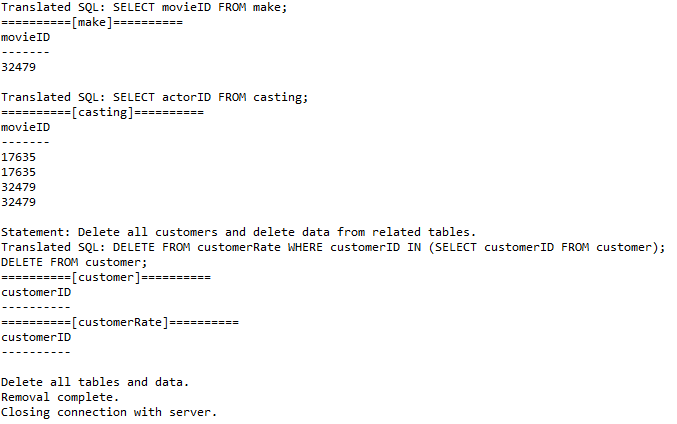 Translated SQL: SELECT movieID FROM make;
==========[make]==========
movieID
-------
32479
Translated SQL: SELECT actorID FROM casting;
==========[casting]==========
movieID
-------
17635
17635
32479
32479
Statement: Delete all customers and delete data from related tables.
Translated SQL: DELETE FROM customerRate WHERE customerID IN (SELECT customerID FROM customer);
DELETE FROM customer;
==========[customer]==========
customerID
----------
==========[customerRate]==========
customerID
----------
Delete all tables and data.
Removal complete.
Closing connection with server.